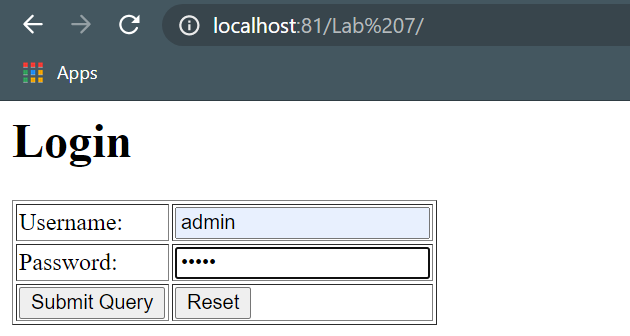 localhost:81/Lab%207/
Apps
Login
Username: admin
Password: •••••
Submit Query Reset